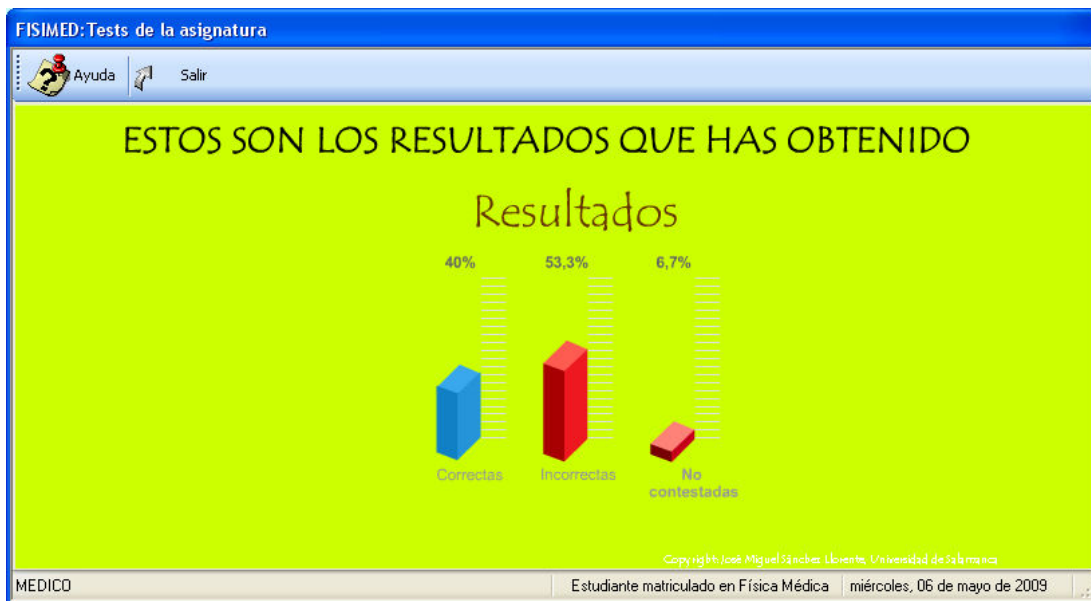 FISIMED:Tests de la asignatura
Ayuda Salir
ESTOS SON LOS RESULTADOS QUE HAS OBTENIDO
Resultados
40% 53,3% 6,7%
Correctas Incorrectas No
contestadas
Copyright: José Miguel Sánchez Llorente, Universidad de Salamanca
MEDICO Estudiante matriculado en Física Médica miércoles, 06 de mayo de 2009